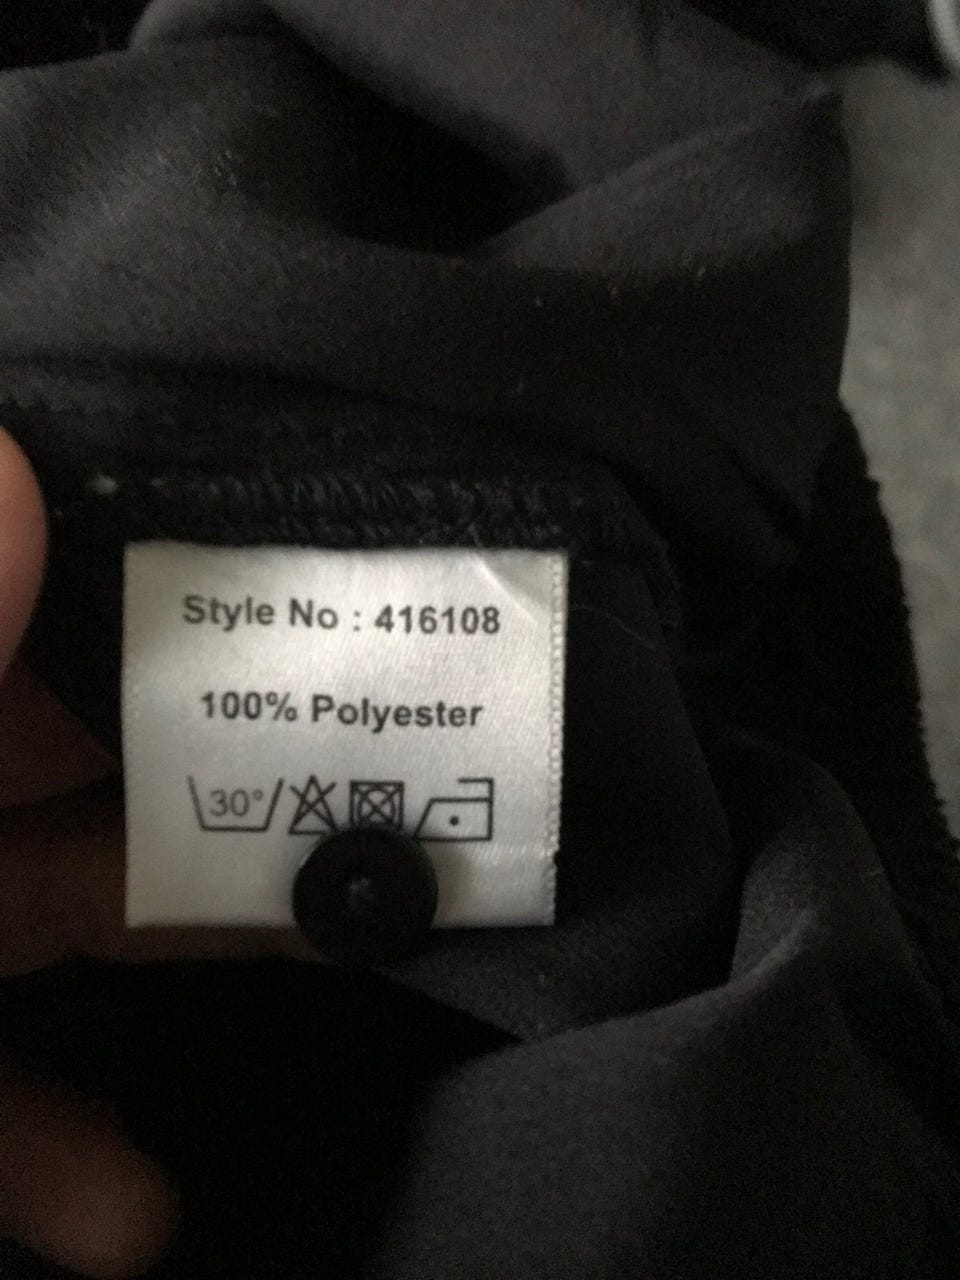 Style No : 416108
100% Polyester
30°